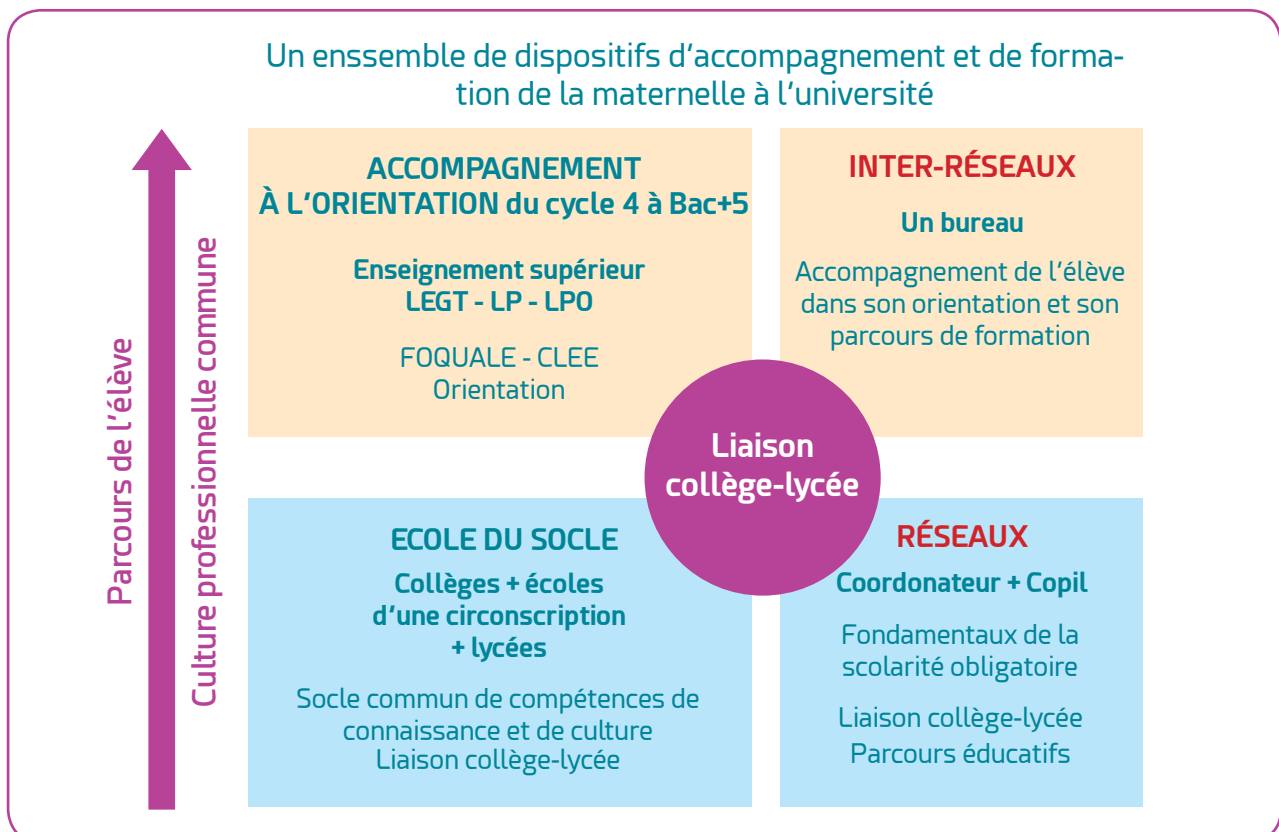 Un enssemble de dispositifs d'accompagnement et de forma-
tion de la maternelle à l'université
Parcours de l'élève
Culture professionnelle commune
ACCOMPAGNEMENT
À L'ORIENTATION du cycle 4 à Bac+5
Enseignement supérieur
LEGT - LP - LPO
FOQUALE - CLEE
Orientation
INTER-RÉSEAUX
Un bureau
Accompagnement de l'élève
dans son orientation et son
parcours de formation
Liaison
collège-lycée
ECOLE DU SOCLE
Collèges + écoles
d'une circonscription
+ lycées
Socle commun de compétences de
connaissance et de culture
Liaison collège-lycée
RÉSEAUX
Coordonateur + Copil
Fondamentaux de la
scolarité obligatoire
Liaison collège-lycée
Parcours éducatifs